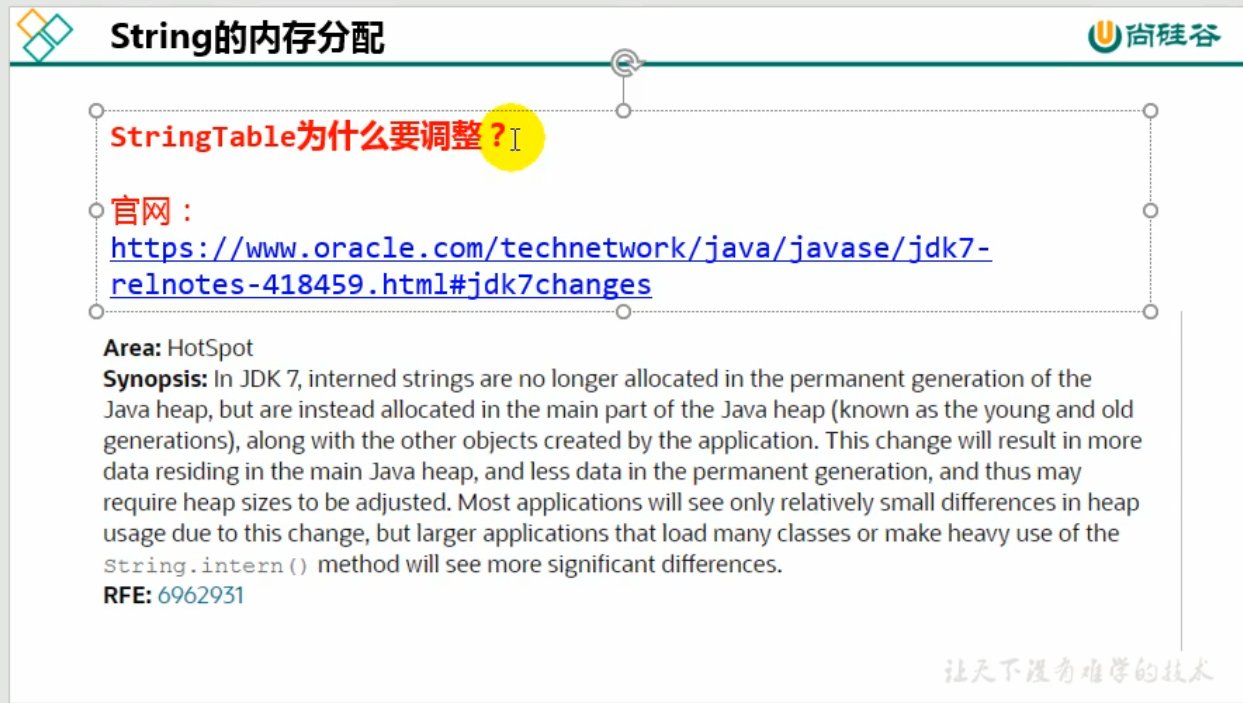 String的内存分配
尚硅谷
StringTable为什么要调整？
官网：
https://www.oracle.com/technetwork/java/javase/jdk7-
relnotes-418459.html#jdk7changes
Area: HotSpot
Synopsis: In JDK 7, interned strings are no longer allocated in the permanent generation of the
Java heap, but are instead allocated in the main part of the Java heap (known as the young and old
generations), along with the other objects created by the application. This change will result in more
data residing in the main Java heap, and less data in the permanent generation, and thus may
require heap sizes to be adjusted. Most applications will see only relatively small differences in heap
usage due to this change, but larger applications that load many classes or make heavy use of the
String.intern() method will see more significant differences.
RFE: 6962931
让天下没有难学的技术